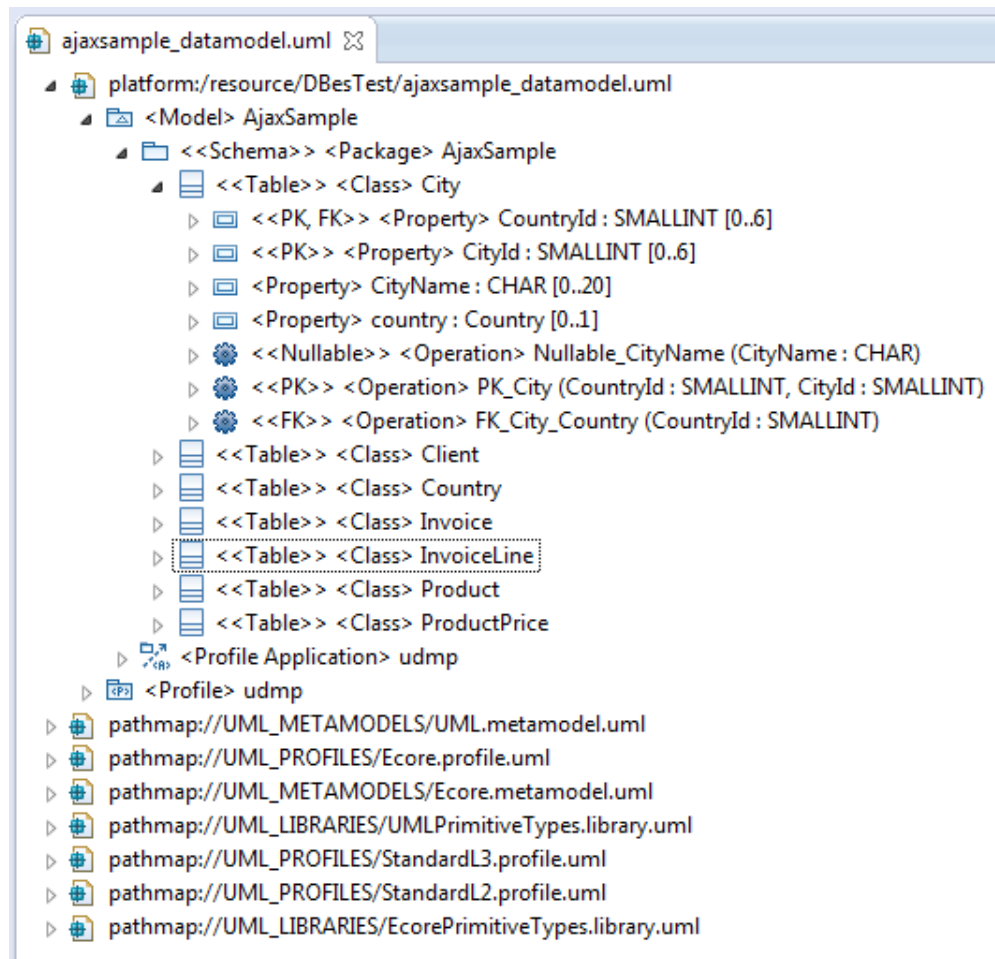 ajaxsample_datamodel.uml
platform:/resource/DBesTest/ajaxsample_datamodel.uml
<Model> AjaxSample
<<Schema>> <Package> AjaxSample
<<Table>> <Class> City
<<PK, FK>> <Property> CountryId : SMALLINT [0..6]
<<PK>> <Property> CityId : SMALLINT [0..6]
<Property> CityName : CHAR [0..20]
<Property> country : Country [0..1]
<<Nullable>> <Operation> Nullable_CityName (CityName : CHAR)
<<PK>> <Operation> PK_City (CountryId : SMALLINT, CityId : SMALLINT)
<<FK>> <Operation> FK_City_Country (CountryId : SMALLINT)
<<Table>> <Class> Client
<<Table>> <Class> Country
<<Table>> <Class> Invoice
<<Table>> <Class> InvoiceLine
<<Table>> <Class> Product
<<Table>> <Class> ProductPrice
<Profile Application> udmp
<Profile> udmp
pathmap://UML_METAMODELS/UML.metamodel.uml
pathmap://UML_PROFILES/Ecore.profile.uml
pathmap://UML_METAMODELS/Ecore.metamodel.uml
pathmap://UML_LIBRARIES/UMLPrimitiveTypes.library.uml
pathmap://UML_PROFILES/StandardL3.profile.uml
pathmap://UML_PROFILES/StandardL2.profile.uml
pathmap://UML_LIBRARIES/EcorePrimitiveTypes.library.uml